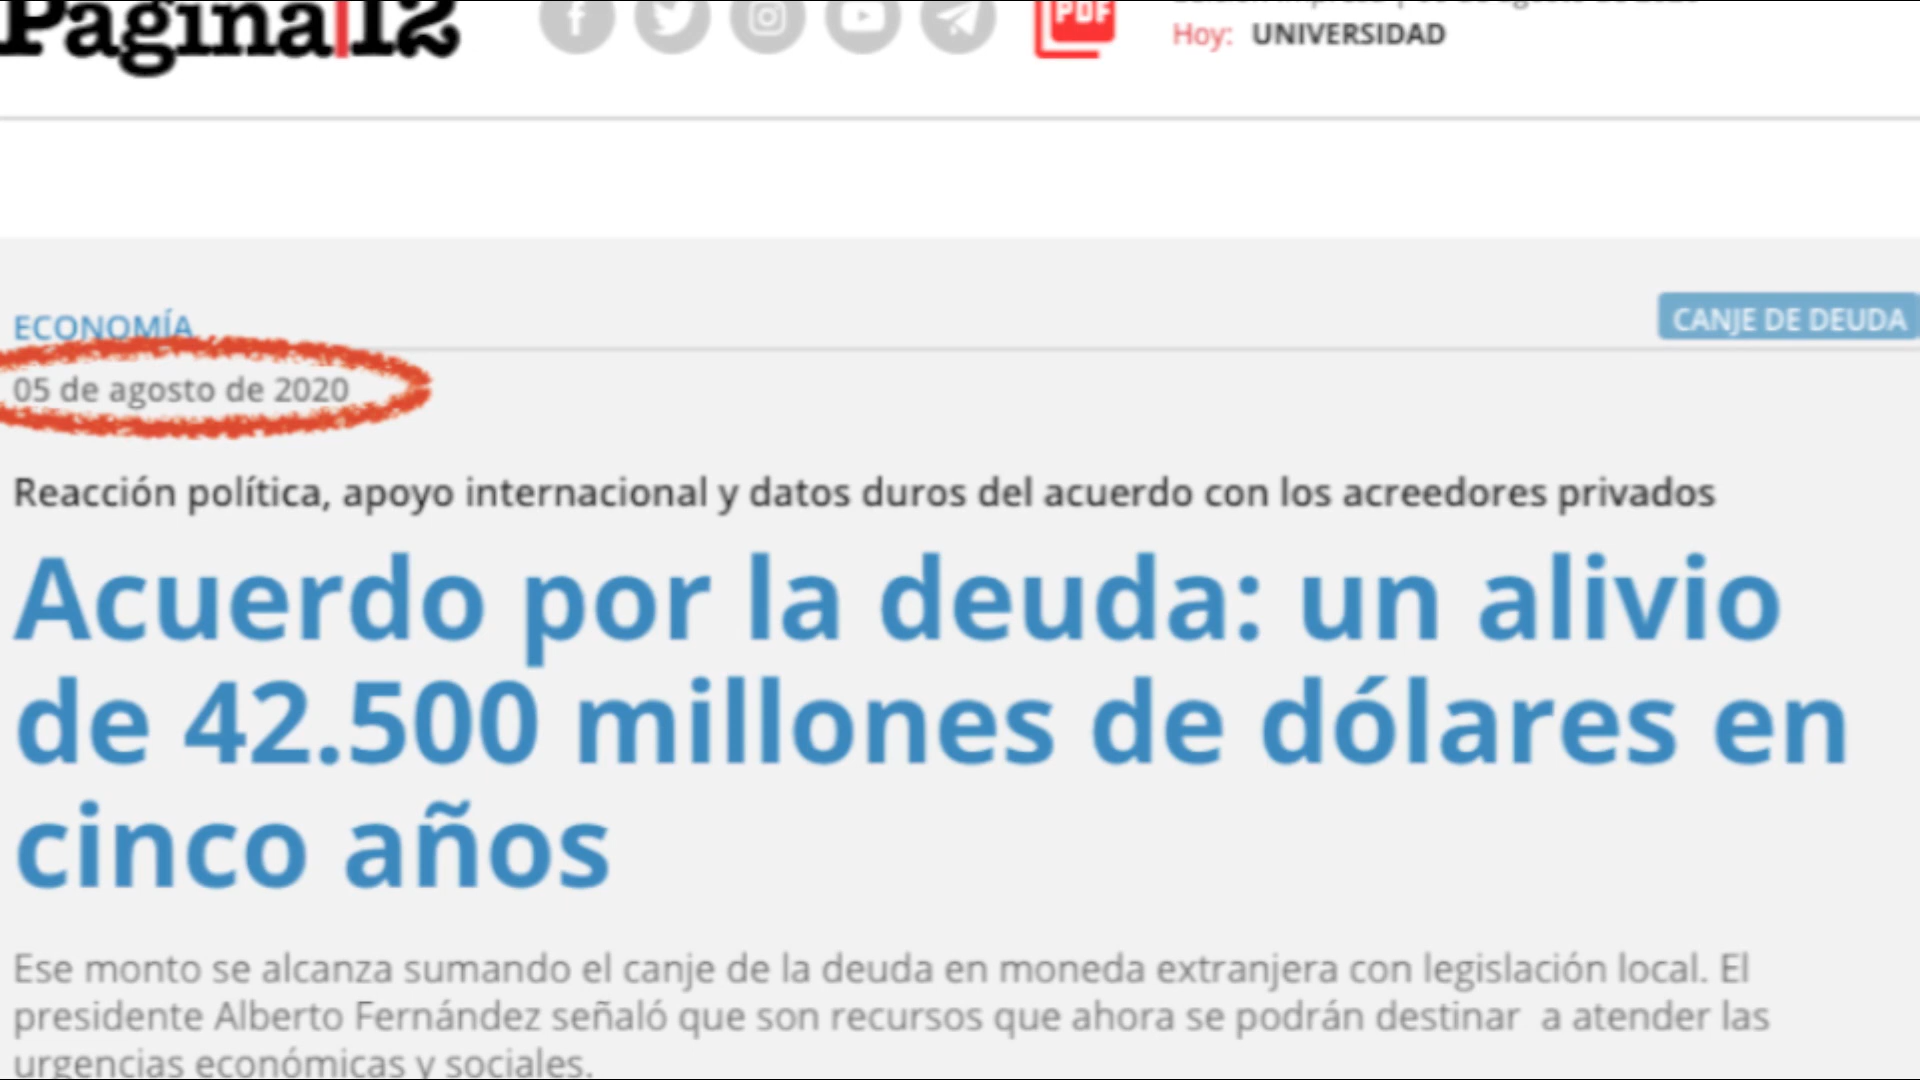 Página|12
PDF
Hoy: UNIVERSIDAD
ECONOMÍA
CANJE DE DEUDA
05 de agosto de 2020
Reacción política, apoyo internacional y datos duros del acuerdo con los acreedores privados
Acuerdo por la deuda: un alivio
de 42.500 millones de dólares en
cinco años
Ese monto se alcanza sumando el canje de la deuda en moneda extranjera con legislación local. El
presidente Alberto Fernández señaló que son recursos que ahora se podrán destinar a atender las
urgencias económicas y sociales.